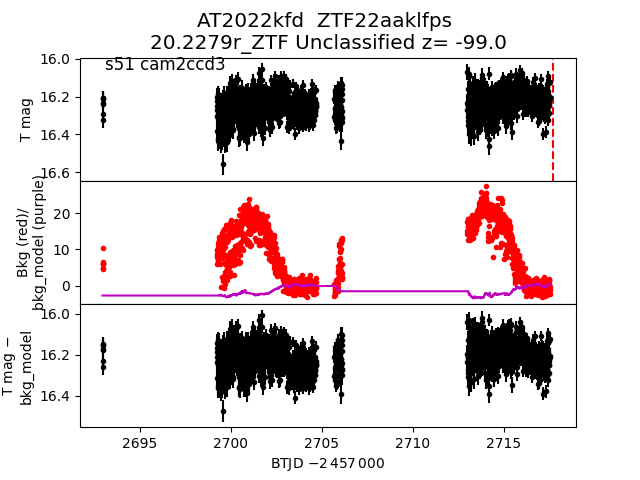 AT2022kfd  ZTF22aaklfps
20.2279r_ZTF Unclassified z= -99.0
s51 cam2ccd3
16.0
16.2
16.4
16.6
T mag
20
10
0
Bkg (red)/
bkg_model (purple)
16.0
16.2
16.4
T mag −
bkg_model
2695
2700
2705
2710
2715
BTJD −2 457 000